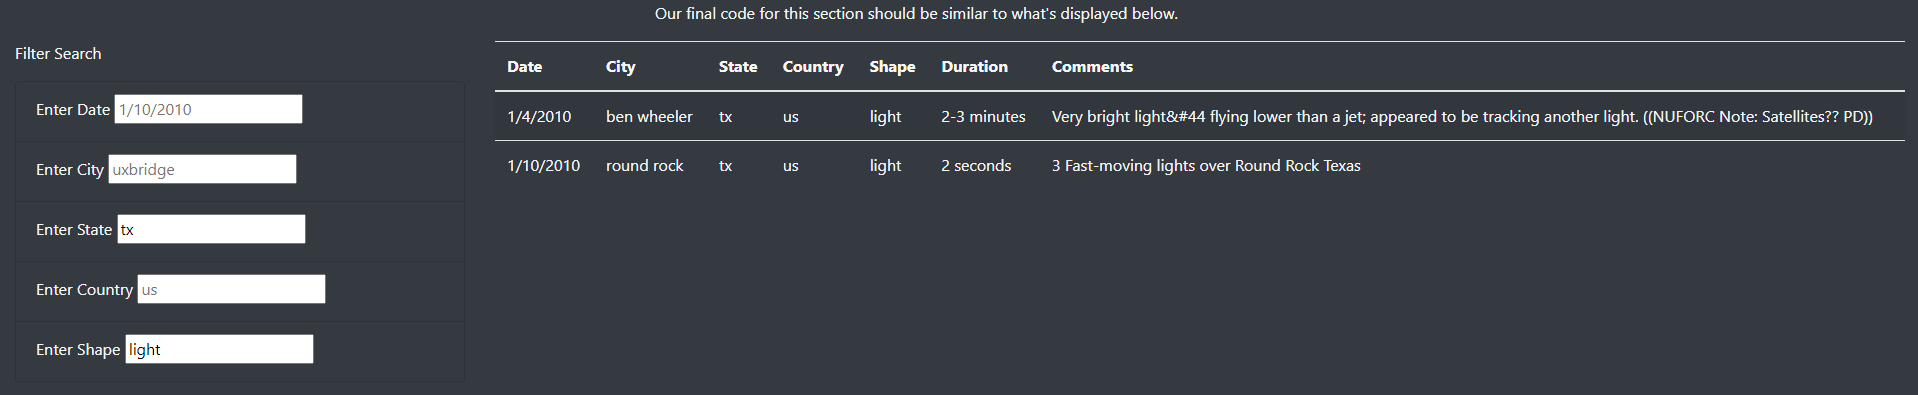 Our final code for this section should be similar to what's displayed below.
Filter Search
Enter Date 1/10/2010
Enter City uxbridge
Enter State tx
Enter Country us
Enter Shape light
Date City State Country Shape Duration Comments
1/4/2010 ben wheeler tx us light 2-3 minutes Very bright light&#44 flying lower than a jet; appeared to be tracking another light. ((NUFORC Note: Satellites?? PD))
1/10/2010 round rock tx us light 2 seconds 3 Fast-moving lights over Round Rock Texas